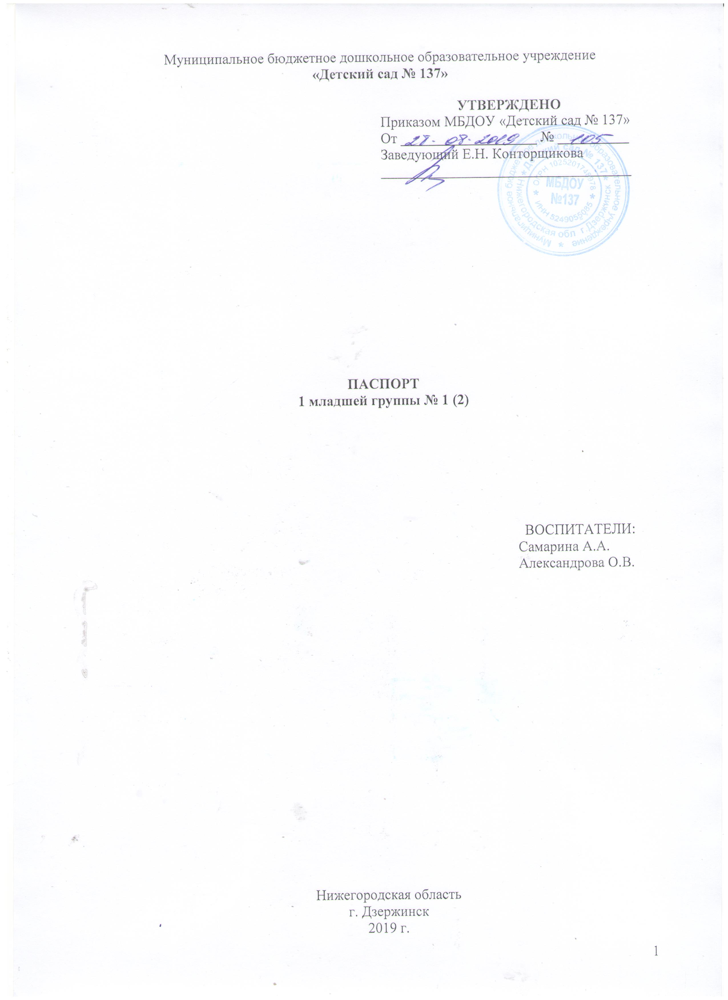 Муниципальное бюджетное дошкольное образовательное учреждение
«Детский сад № 137»
УТВЕРЖДЕНО
Приказом МБДОУ «Детский сад № 137»
От 08.2019 № 105
Заведующий Е.Н. Конторщикова
Муниципальное бюджетное дошкольное образовательное учреждение *
Нижегородская обл г.Дзержинск * Детский сад № 137 *
* ОГРН 1025201748978 * ИНН 5249055085
МБДОУ
№137
ПАСПОРТ
1 младшей группы № 1 (2)
ВОСПИТАТЕЛИ:
Самарина А.А.
Александрова О.В.
Нижегородская область
г. Дзержинск
2019 г.
1